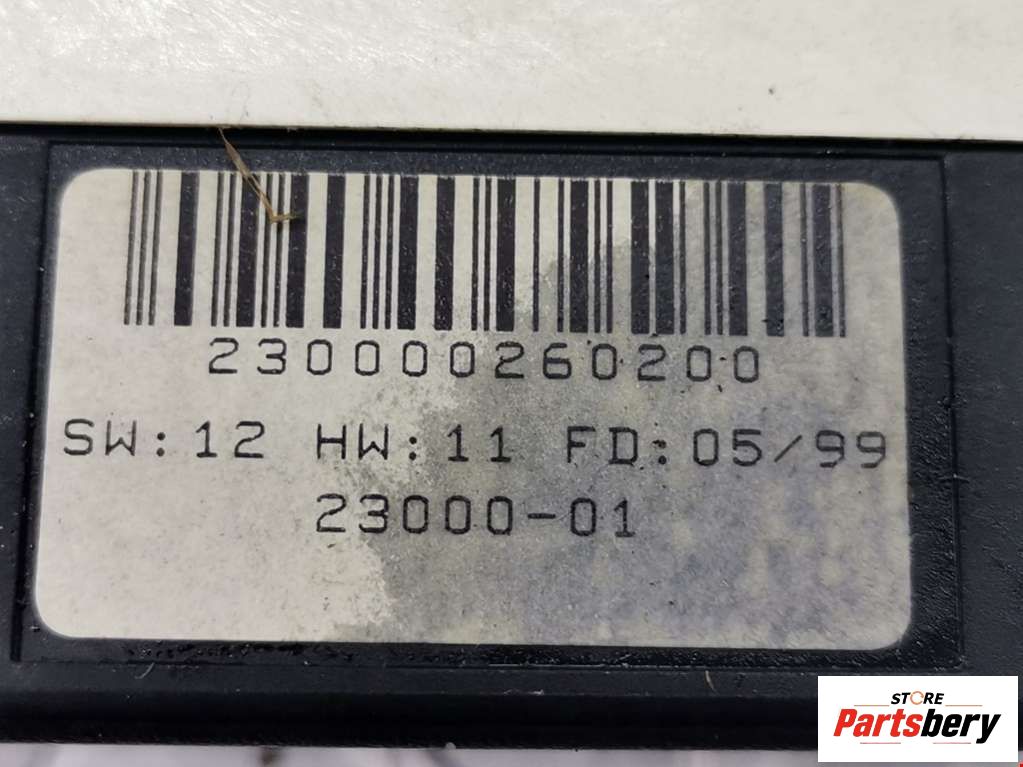 230000260200
SW:12 HW:11 FD:05/99
23000-01
STORE
Partsbery